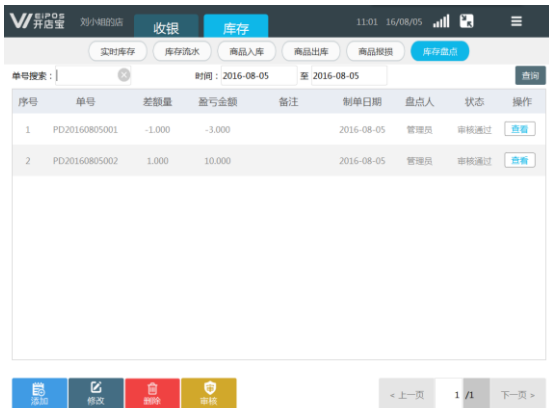 EIPOS
开店宝 刘小姐的店 收银 库存 11:01 16/08/05
实时库存 库存流水 商品入库 商品出库 商品报损 库存盘点
单号搜索： 时间：2016-08-05 至 2016-08-05 查询
序号 单号 差额量 盈亏金额 备注 制单日期 盘点人 状态 操作
1 PD20160805001 -1.000 -3.000 2016-08-05 管理员 审核通过 查看
2 PD20160805002 1.000 10.000 2016-08-05 管理员 审核通过 查看
添加 修改 删除 审核 < 上一页 1 /1 下一页 >